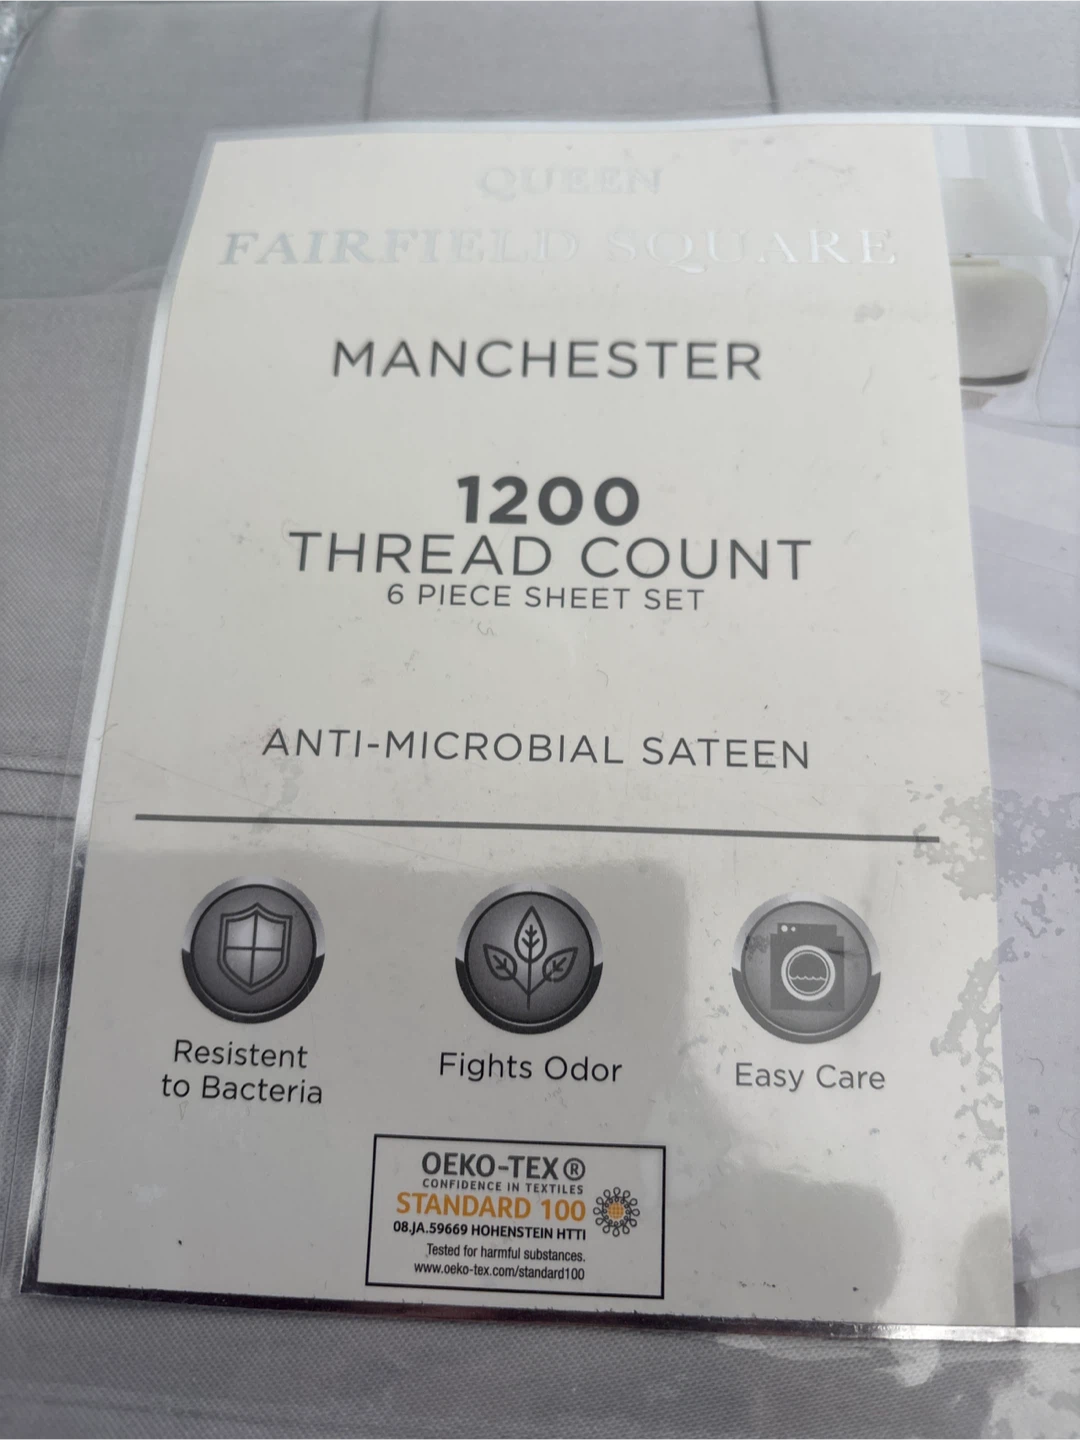 QUEEN
FAIRFIELD SQUARE
MANCHESTER
1200
THREAD COUNT
6 PIECE SHEET SET
ANTI-MICROBIAL SATEEN
Resistent
to Bacteria
Fights Odor
Easy Care
OEKO-TEX®
CONFIDENCE IN TEXTILES
STANDARD 100
08.JA.59669 HOHENSTEIN HTTI
Tested for harmful substances.
www.oeko-tex.com/standard100